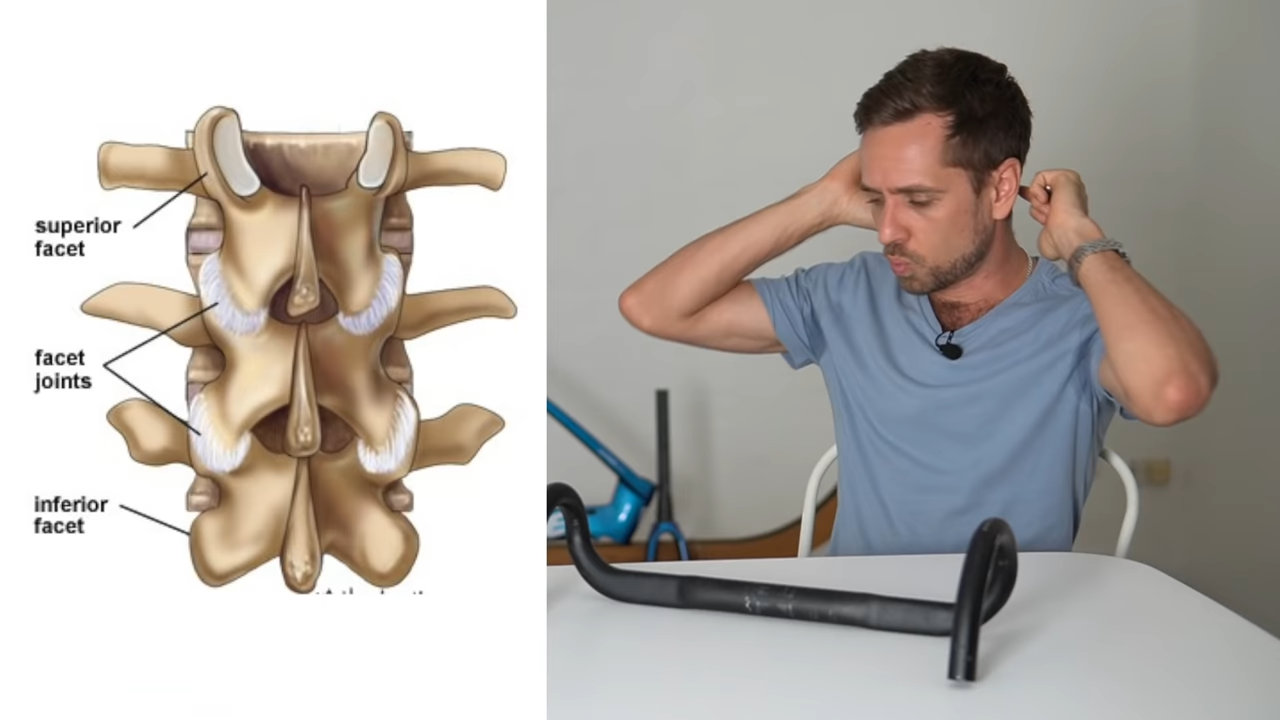 superior
facet
facet
joints
inferior
facet